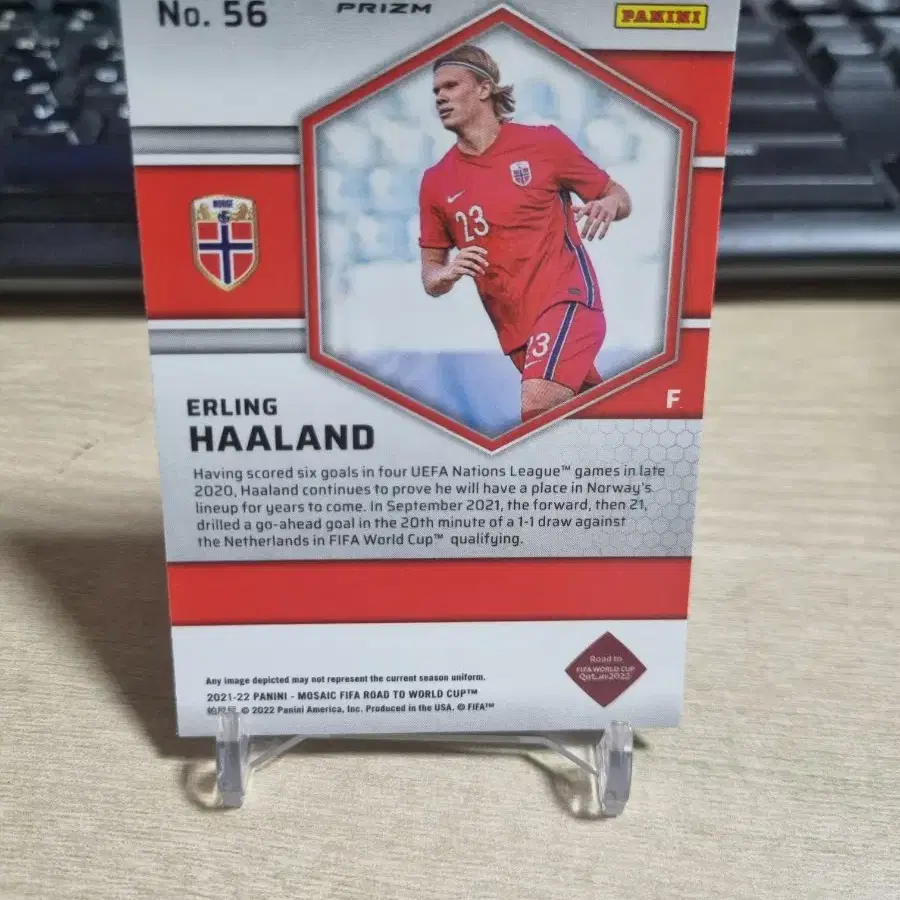 No. 56
PRIZM
PANINI
NORGE
23
23
F
ERLING
HAALAND
Having scored six goals in four UEFA Nations League™ games in late
2020, Haaland continues to prove he will have a place in Norway's
lineup for years to come. In September 2021, the forward, then 21,
drilled a go-ahead goal in the 20th minute of a 1-1 draw against
the Netherlands in FIFA World Cup™ qualifying.
Road to
FIFA WORLD CUP
Qatar2022
Any image depicted may not represent the current season uniform.
2021-22 PANINI - MOSAIC FIFA ROAD TO WORLD CUP™
© 2022 Panini America, Inc. Produced in the USA. © FIFA™